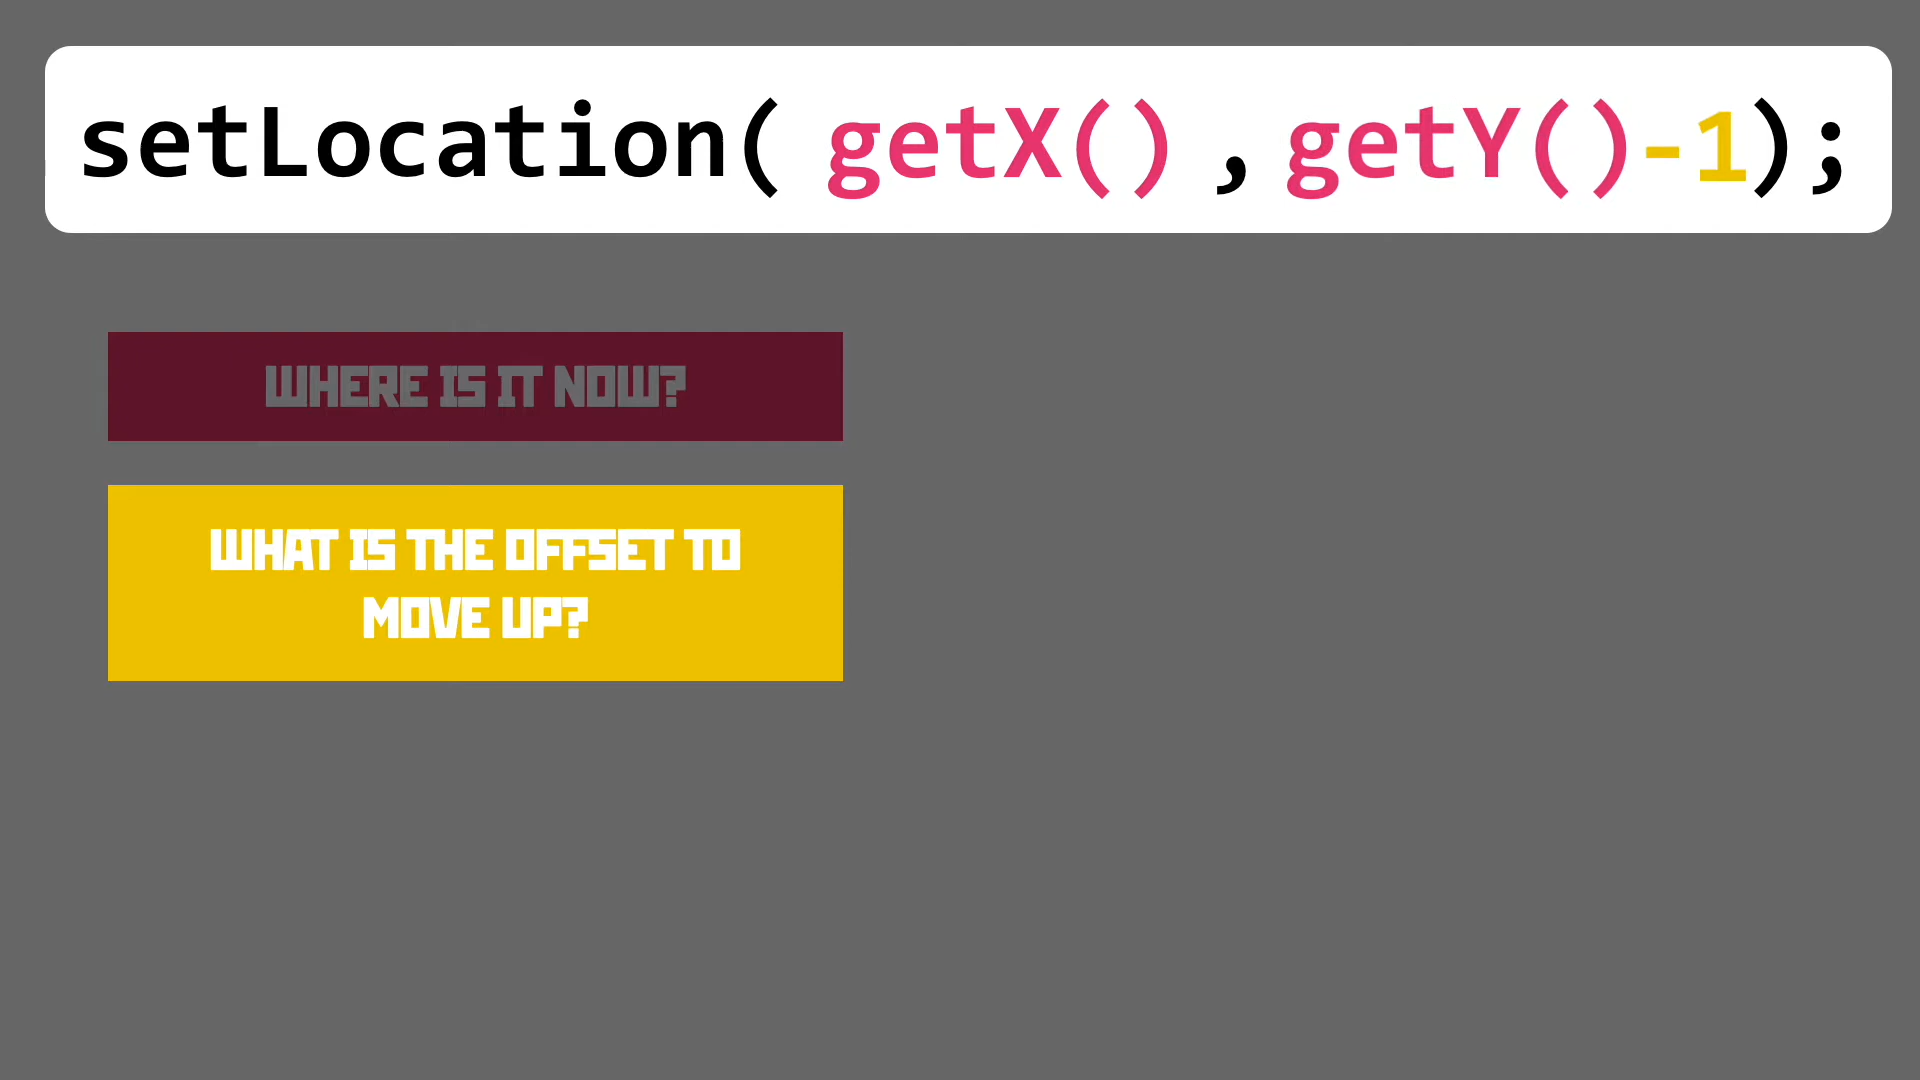 setLocation( getX() , getY()-1);
WHERE IS IT NOW?
WHAT IS THE OFFSET TO
MOVE UP?